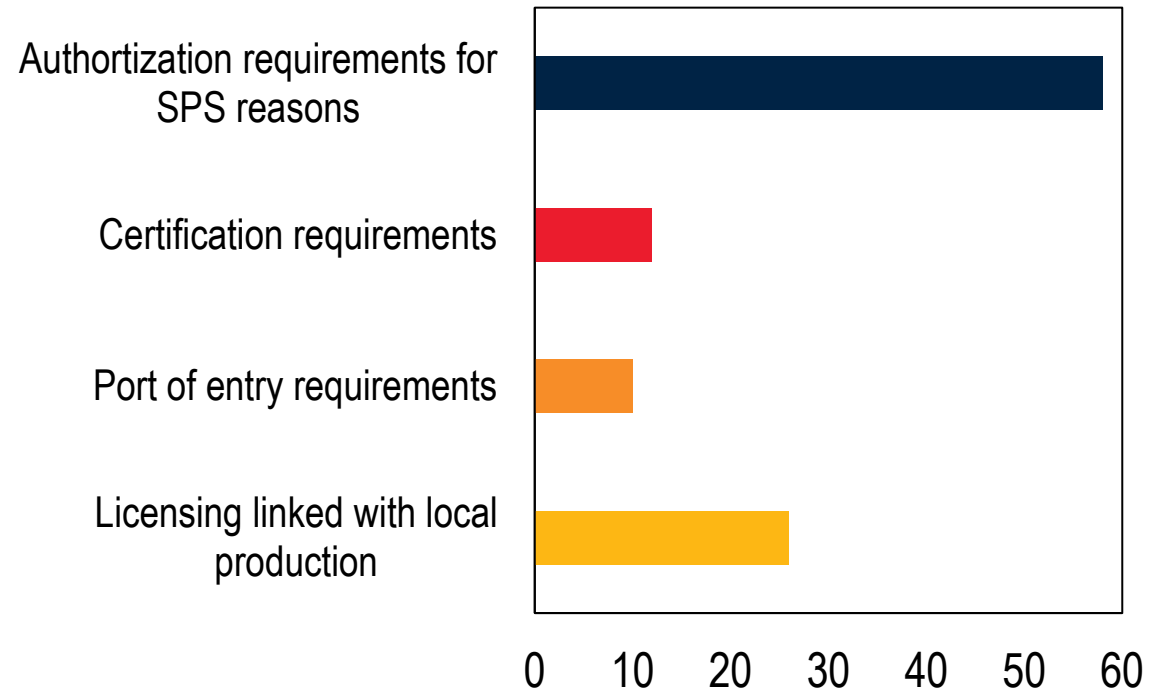 Authortization requirements for
SPS reasons
Certification requirements
Port of entry requirements
Licensing linked with local
production
0 10 20 30 40 50 60